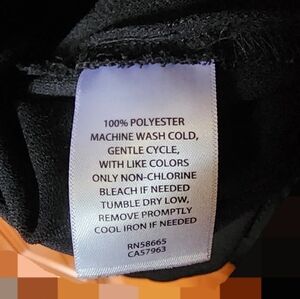 100% POLYESTER
MACHINE WASH COLD,
GENTLE CYCLE,
WITH LIKE COLORS
ONLY NON-CHLORINE
BLEACH IF NEEDED
TUMBLE DRY LOW,
REMOVE PROMPTLY
COOL IRON IF NEEDED
RN58665
CA57963